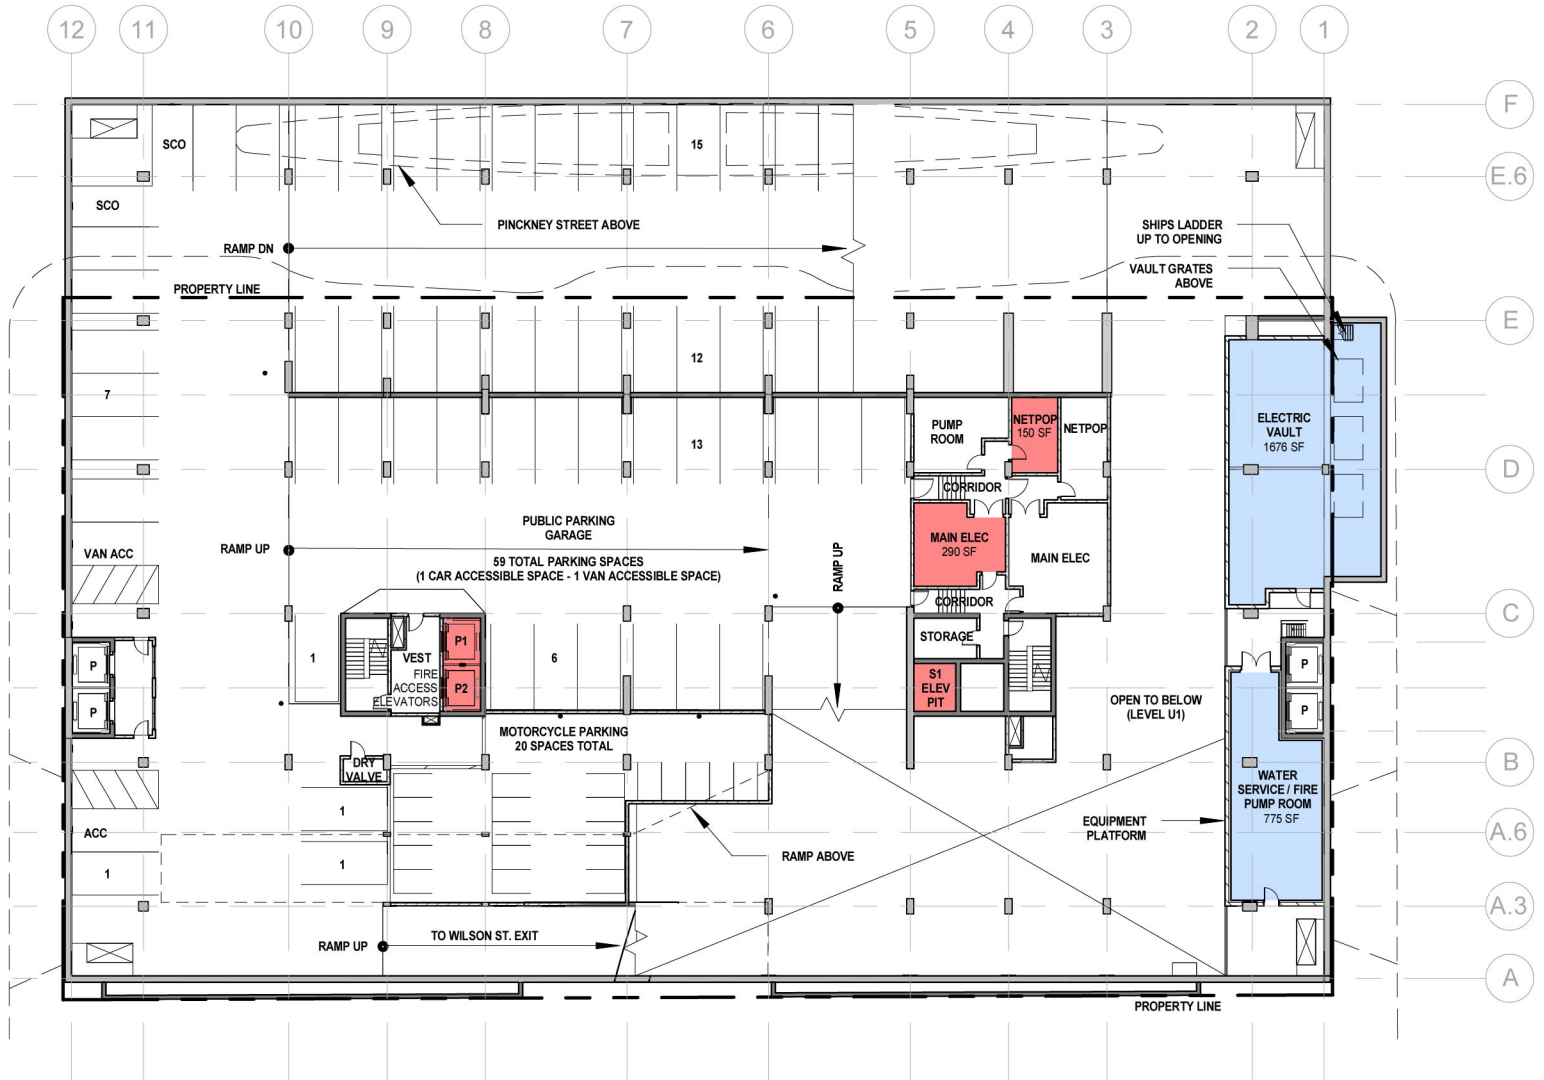 12 11 10 9 8 7 6 5 4 3 2 1
F
SCO
15
E.6
SCO
PINCKNEY STREET ABOVE
SHIPS LADDER
UP TO OPENING
RAMP DN
VAULT GRATES
ABOVE
PROPERTY LINE
E
12
7
PUMP
ROOM
NETPOP
150 SF
NETPOP
ELECTRIC
VAULT
1676 SF
13
D
CORRIDOR
PUBLIC PARKING
GARAGE
RAMP UP
VAN ACC
59 TOTAL PARKING SPACES
(1 CAR ACCESSIBLE SPACE - 1 VAN ACCESSIBLE SPACE)
RAMP UP
MAIN ELEC
290 SF
MAIN ELEC
CORRIDOR
C
STORAGE
P
P
1
VEST
FIRE
ACCESS
ELEVATORS
P1
P2
6
S1
ELEV
PIT
P
P
OPEN TO BELOW
(LEVEL U1)
MOTORCYCLE PARKING
20 SPACES TOTAL
DRY
VALVE
B
WATER
SERVICE / FIRE
PUMP ROOM
775 SF
1
ACC
EQUIPMENT
PLATFORM
A.6
RAMP ABOVE
1
1
A.3
RAMP UP
TO WILSON ST. EXIT
A
PROPERTY LINE